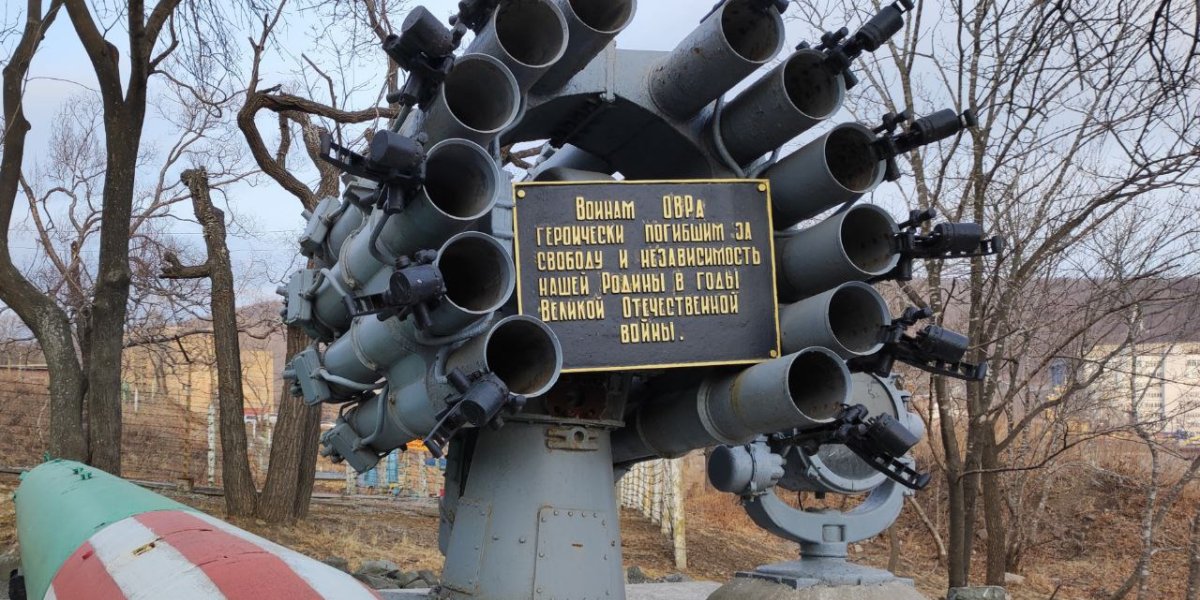 Воинам ОВРа
героически погибшим за
свободу и независимость
нашей Родины в годы
Великой Отечественной
войны.